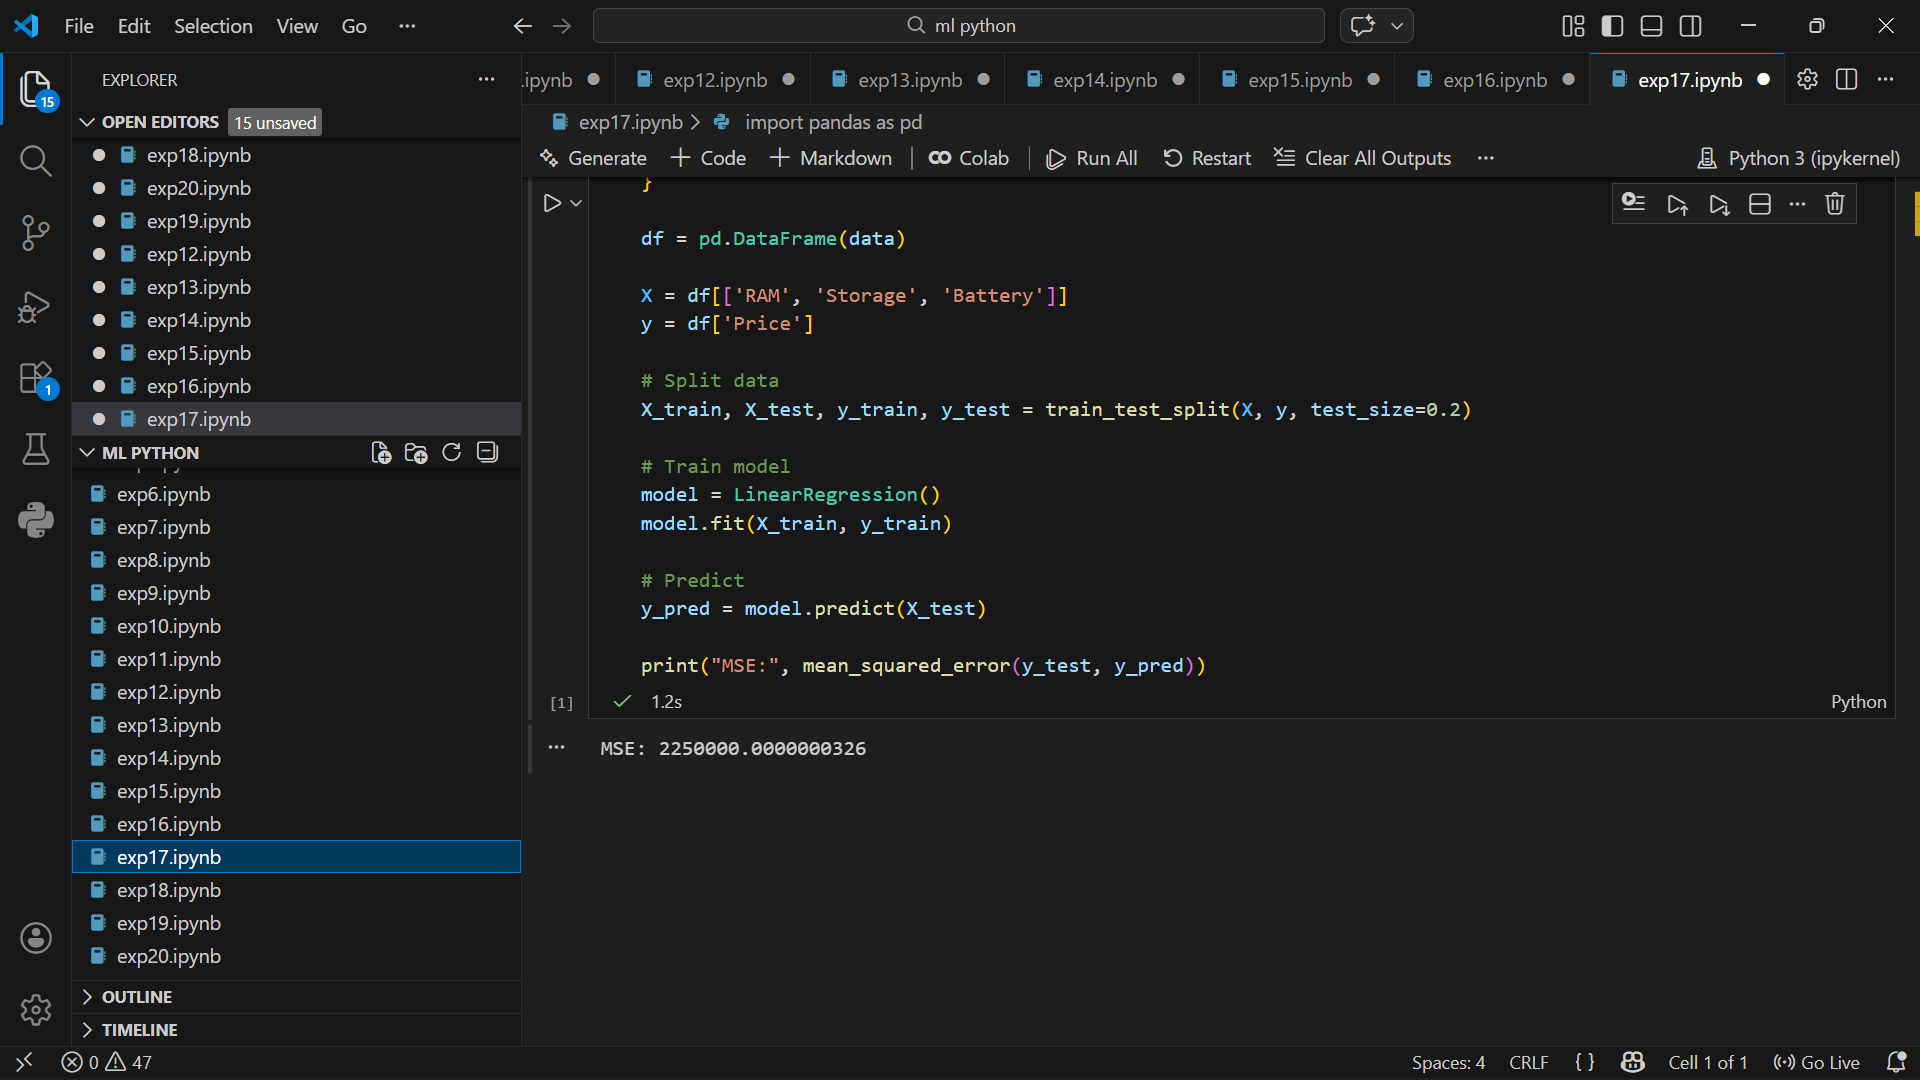 File Edit Selection View Go ···
ml python
EXPLORER ···
OPEN EDITORS 15 unsaved
exp18.ipynb
exp20.ipynb
exp19.ipynb
exp12.ipynb
exp13.ipynb
exp14.ipynb
exp15.ipynb
exp16.ipynb
exp17.ipynb
ML PYTHON
exp6.ipynb
exp7.ipynb
exp8.ipynb
exp9.ipynb
exp10.ipynb
exp11.ipynb
exp12.ipynb
exp13.ipynb
exp14.ipynb
exp15.ipynb
exp16.ipynb
exp17.ipynb
exp18.ipynb
exp19.ipynb
exp20.ipynb
OUTLINE
TIMELINE
15
1
.ipynb exp12.ipynb exp13.ipynb exp14.ipynb exp15.ipynb exp16.ipynb exp17.ipynb ···
exp17.ipynb > import pandas as pd
Generate + Code + Markdown | Colab | Run All Restart Clear All Outputs ··· Python 3 (ipykernel)
}
df = pd.DataFrame(data)
X = df[['RAM', 'Storage', 'Battery']]
y = df['Price']
# Split data
X_train, X_test, y_train, y_test = train_test_split(X, y, test_size=0.2)
# Train model
model = LinearRegression()
model.fit(X_train, y_train)
# Predict
y_pred = model.predict(X_test)
print("MSE:", mean_squared_error(y_test, y_pred))
[1] 1.2s Python
··· MSE: 2250000.0000000326
0 47 Spaces: 4 CRLF { } Cell 1 of 1 Go Live